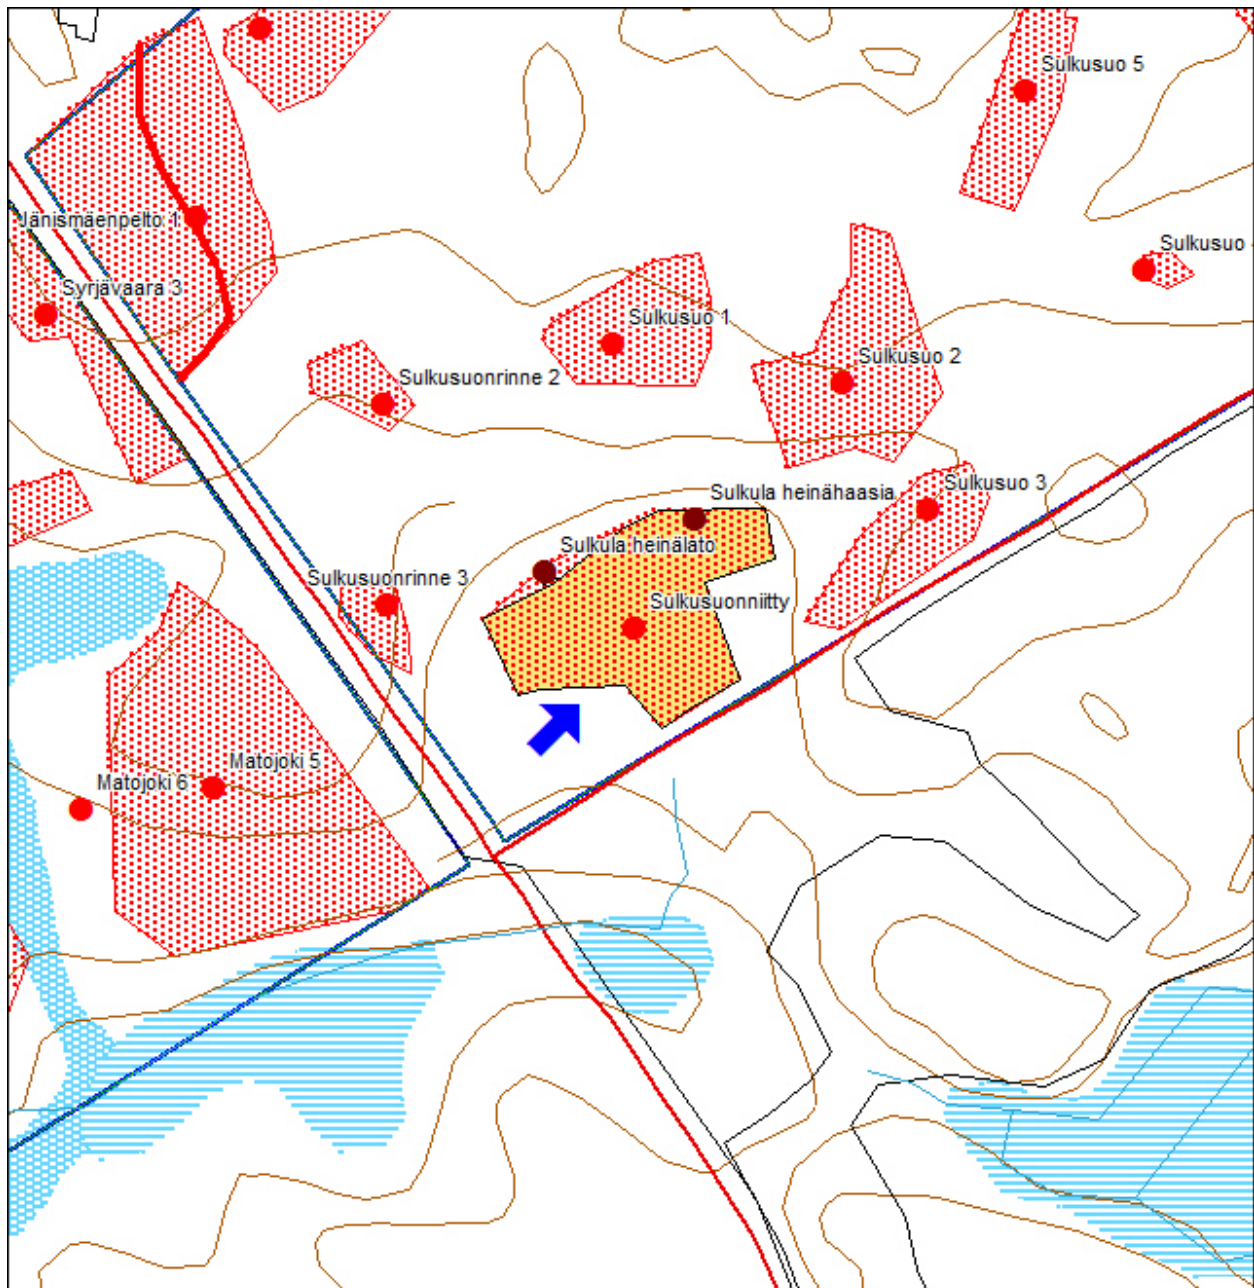 Sulkusuo 5
Jänismäenpelto 1
Sulkusuo
Syrjävaara 3
Sulkusuo 1
Sulkusuo 2
Sulkusuonrinne 2
Sulkusuo 3
Sulkula heinähaasia
Sulkula heinälato
Sulkusuonrinne 3
Sulkusuonniitty
Matojoki 5
Matojoki 6